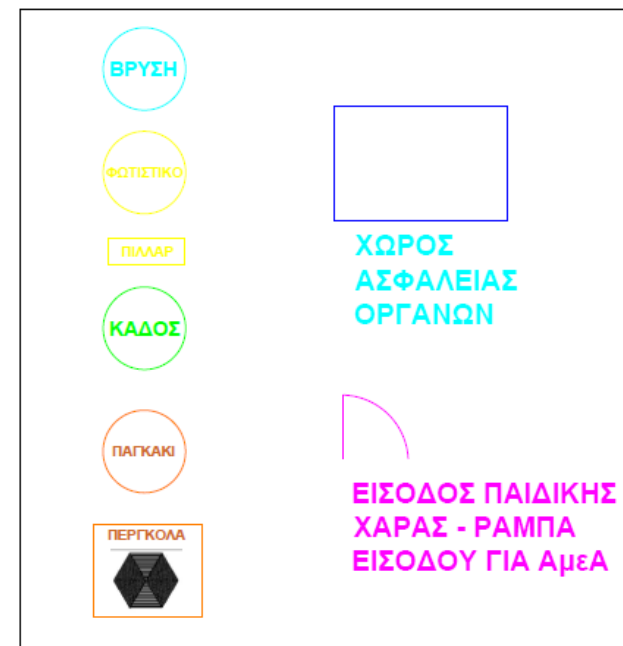 ΒΡΥΣΗ
ΦΩΤΙΣΤΙΚΟ
ΠΙΛΛΑΡ
ΚΑΔΟΣ
ΠΑΓΚΑΚΙ
ΠΕΡΓΚΟΛΑ
ΧΩΡΟΣ
ΑΣΦΑΛΕΙΑΣ
ΟΡΓΑΝΩΝ
ΕΙΣΟΔΟΣ ΠΑΙΔΙΚΗΣ
ΧΑΡΑΣ - ΡΑΜΠΑ
ΕΙΣΟΔΟΥ ΓΙΑ ΑμεΑ